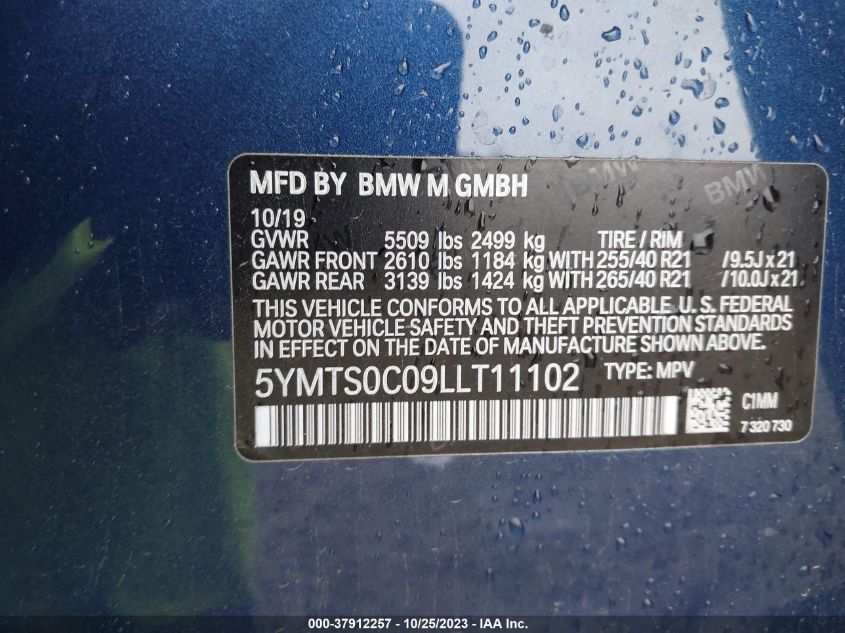 MFD BY BMW M GMBH
10/19
GVWR 5509 lbs 2499 kg TIRE / RIM
GAWR FRONT 2610 lbs 1184 kg WITH 255/40 R21 /9.5J x 21
GAWR REAR 3139 lbs 1424 kg WITH 265/40 R21 /10.0J x 21
THIS VEHICLE CONFORMS TO ALL APPLICABLE U. S. FEDERAL
MOTOR VEHICLE SAFETY AND THEFT PREVENTION STANDARDS
IN EFFECT ON THE DATE OF MANUFACTURE SHOWN ABOVE.
5YMTS0C09LLT11102 TYPE: MPV
C1MM
7 320 730
BMW
000-37912257 - 10/25/2023 - IAA Inc.